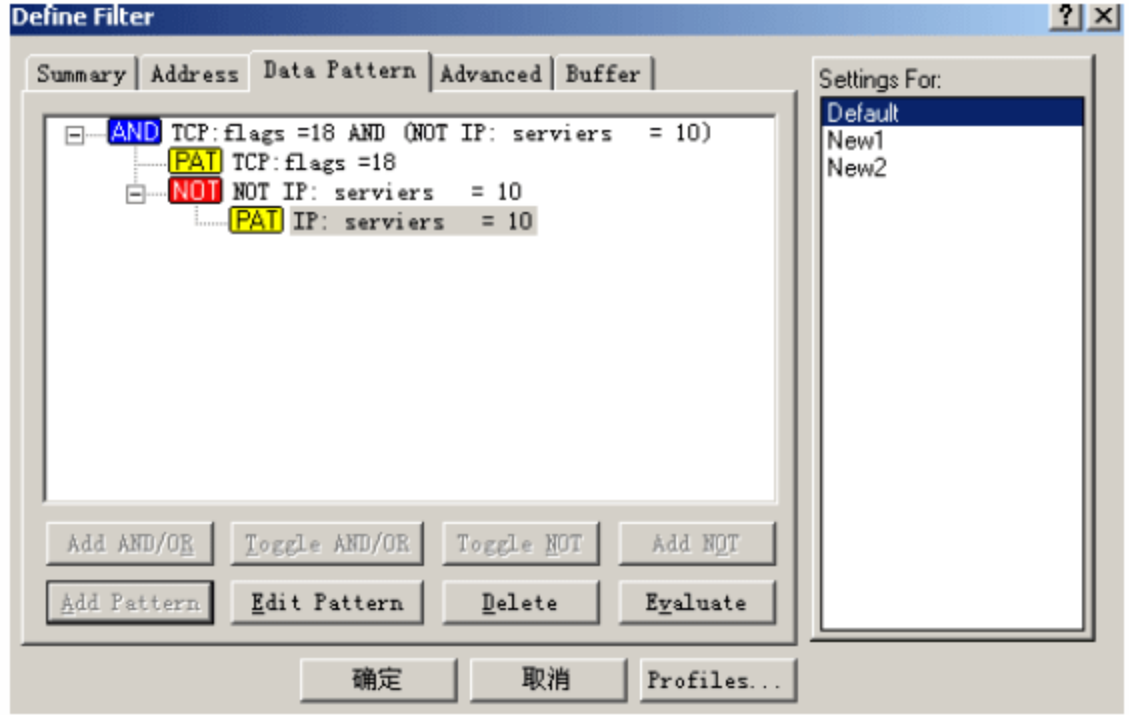 Define Filter
Summary Address Data Pattern Advanced Buffer
AND TCP:flags =18 AND (NOT IP: serviers = 10)
PAT TCP:flags =18
NOT NOT IP: serviers = 10
PAT IP: serviers = 10
Add AND/OR Toggle AND/OR Toggle NOT Add NOT
Add Pattern Edit Pattern Delete Evaluate
Settings For:
Default
New1
New2
确定 取消 Profiles...